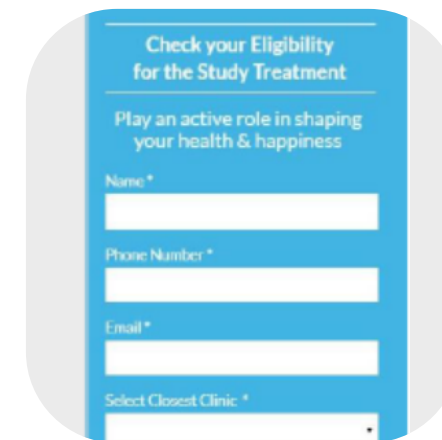 Check your Eligibility
for the Study Treatment
Play an active role in shaping
your health & happiness
Name *
Phone Number *
Email *
Select Closest Clinic *